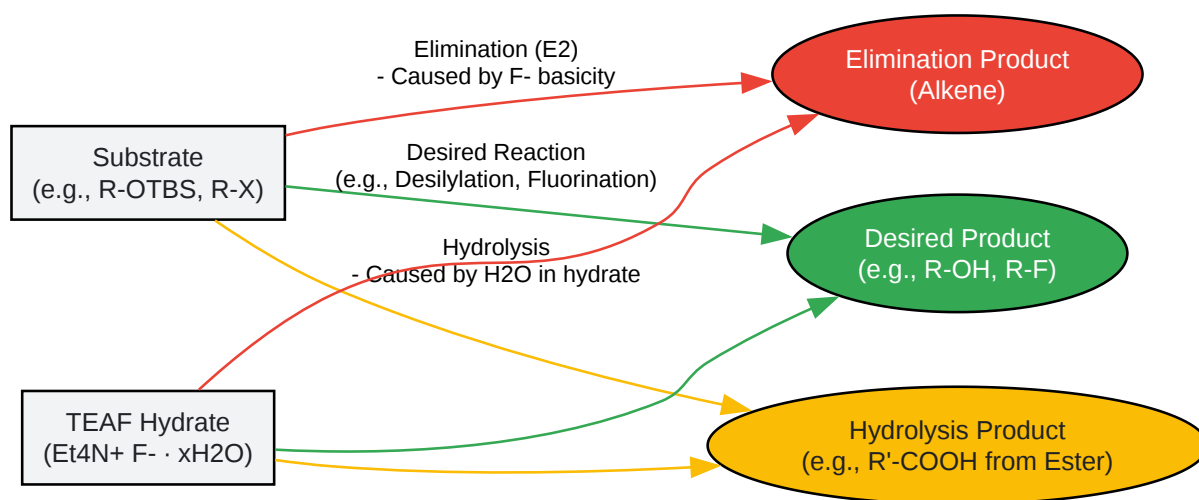 Elimination (E2)
- Caused by F- basicity
Elimination Product
(Alkene)
Substrate
(e.g., R-OTBS, R-X)
Desired Reaction
(e.g., Desilylation, Fluorination)
Desired Product
(e.g., R-OH, R-F)
Hydrolysis
- Caused by H2O in hydrate
TEAF Hydrate
(Et4N+ F- · xH2O)
Hydrolysis Product
(e.g., R'-COOH from Ester)